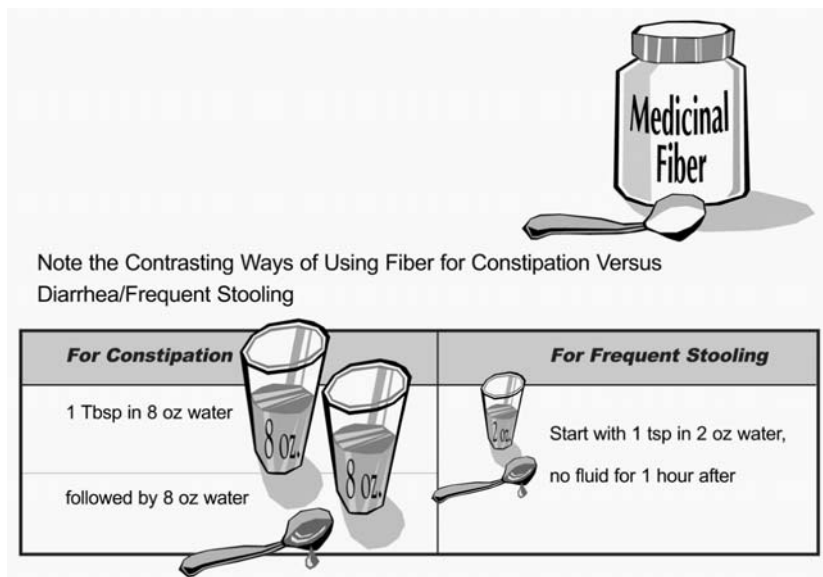 Medicinal
Fiber
Note the Contrasting Ways of Using Fiber for Constipation Versus
Diarrhea/Frequent Stooling
For Constipation
1 Tbsp in 8 oz water
followed by 8 oz water
8 oz.
8 oz.
For Frequent Stooling
2 oz.
Start with 1 tsp in 2 oz water,
no fluid for 1 hour after